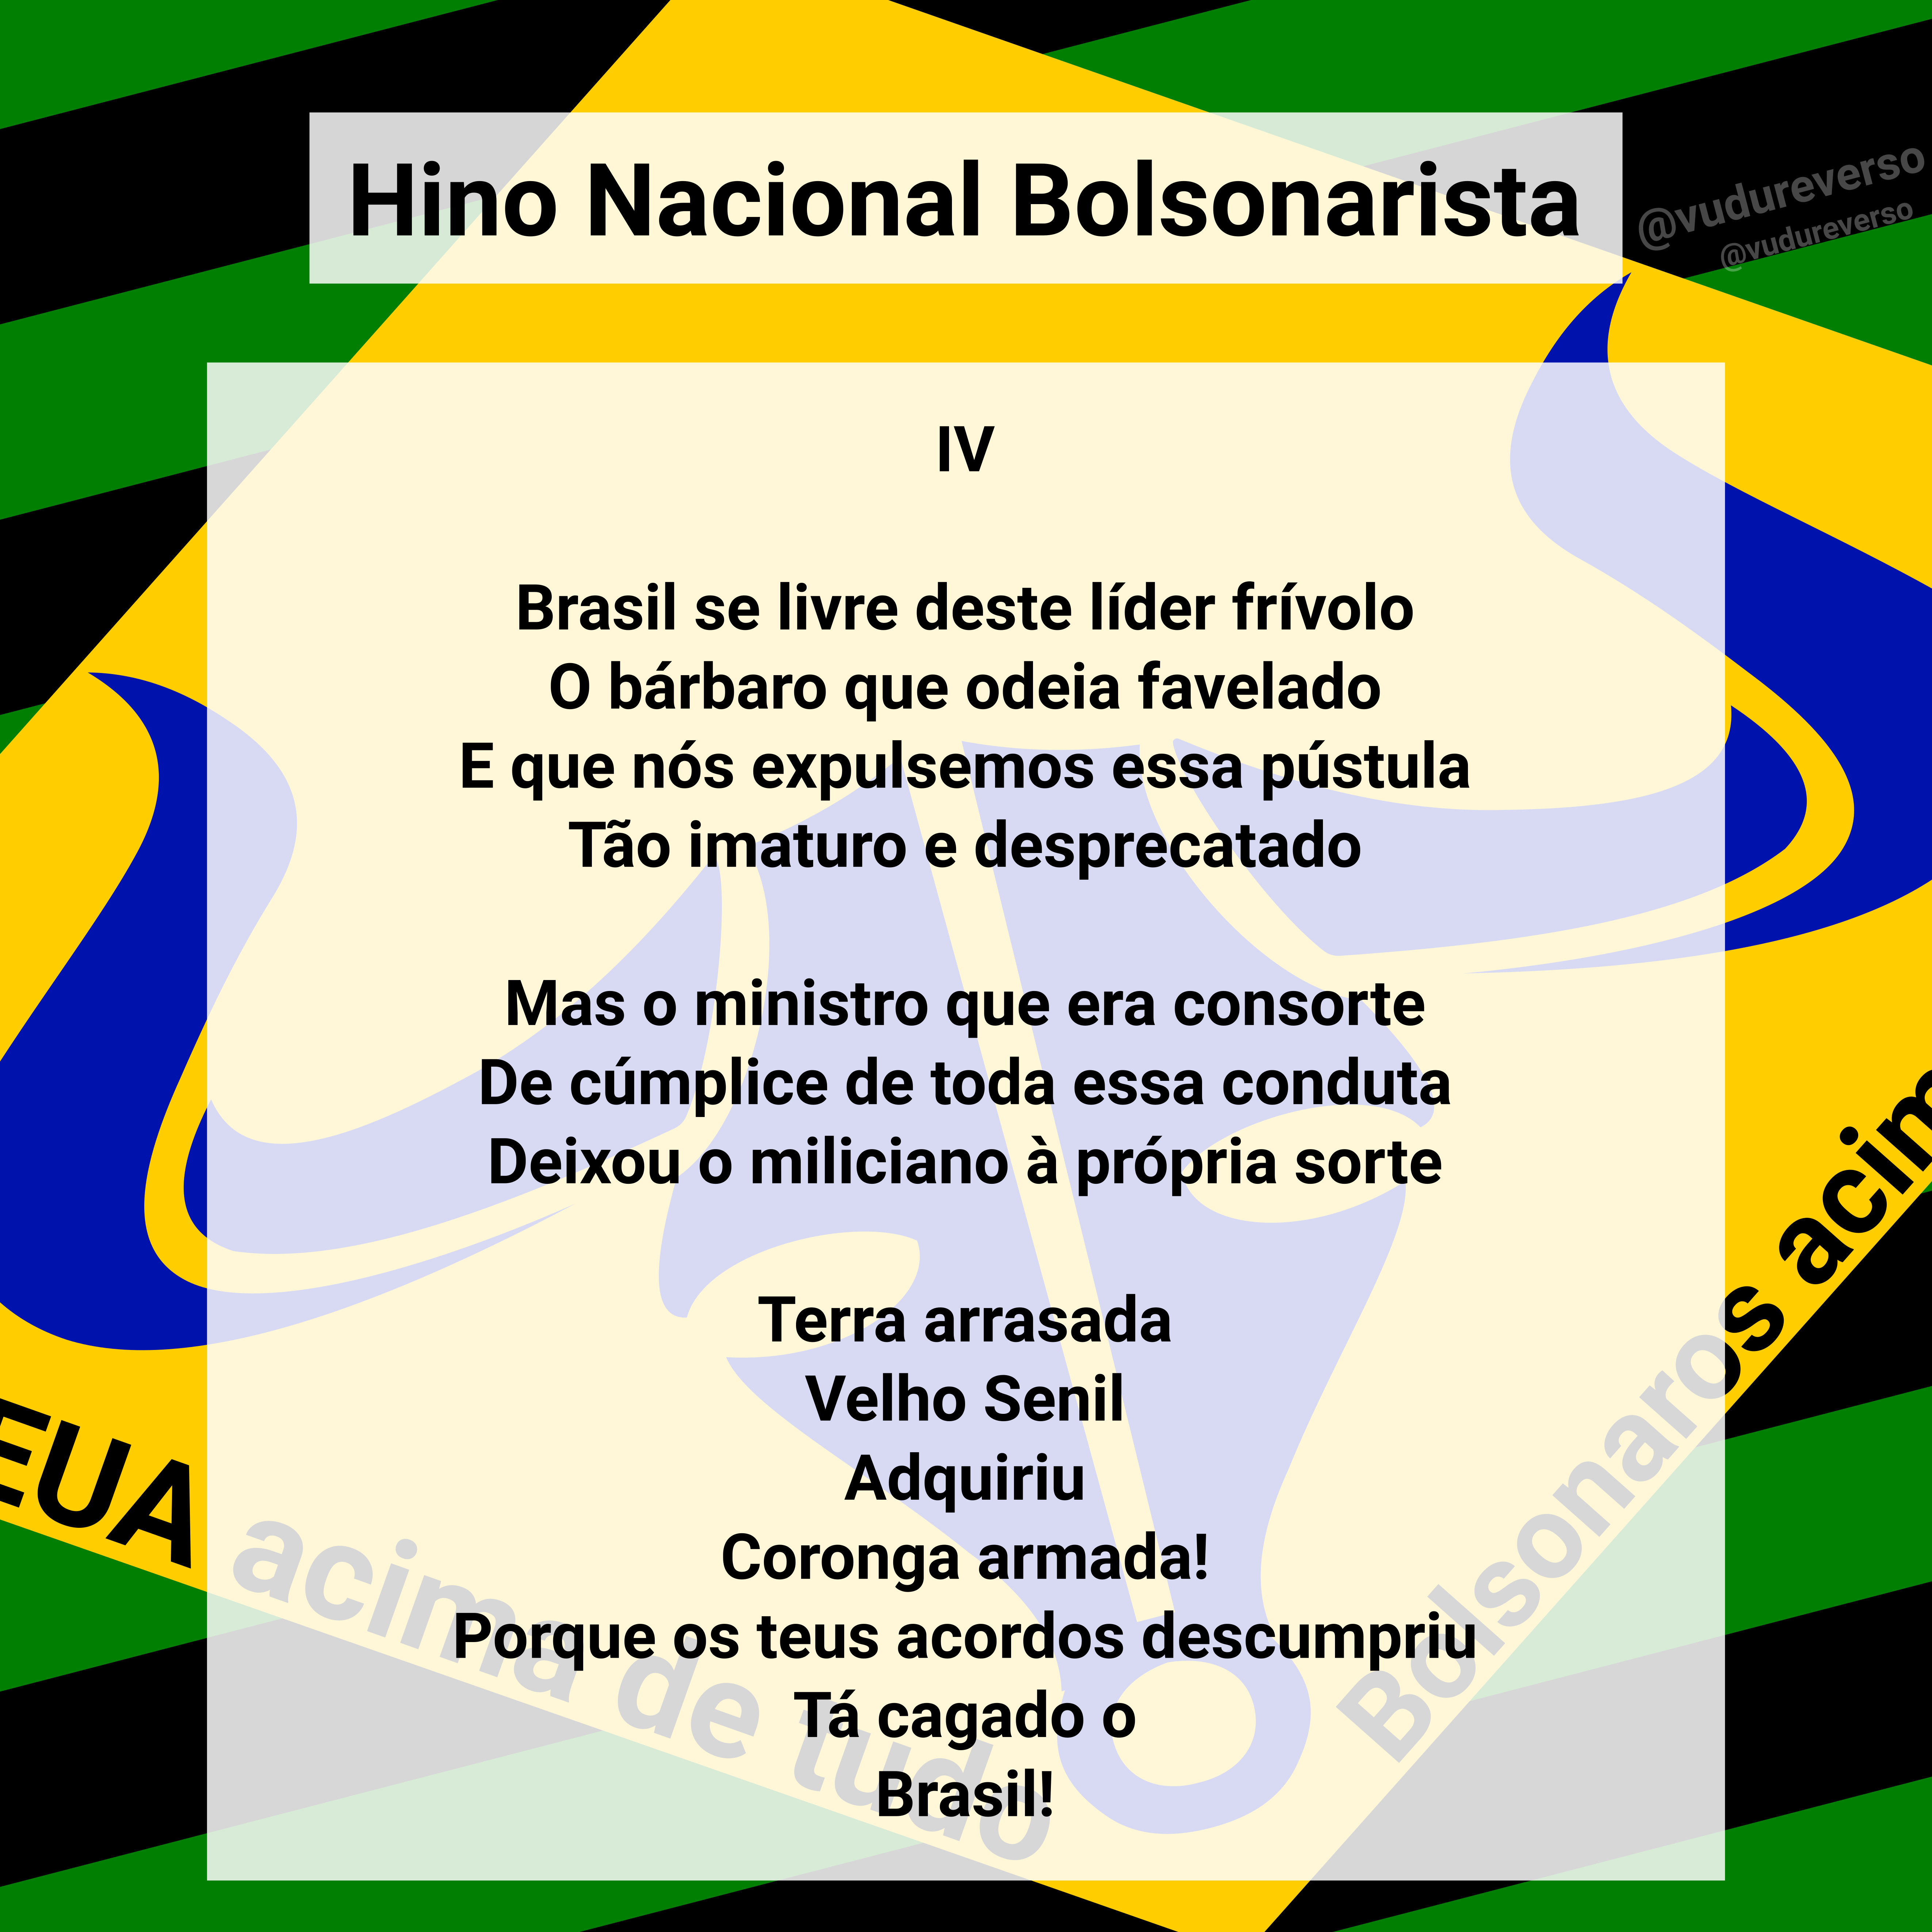 Hino Nacional Bolsonarista
@vudureverso
@vudureverso
IV
Brasil se livre deste líder frívolo
O bárbaro que odeia favelado
E que nós expulsemos essa pústula
Tão imaturo e desprecatado
Mas o ministro que era consorte
De cúmplice de toda essa conduta
Deixou o miliciano à própria sorte
Terra arrasada
Velho Senil
Adquiriu
Coronga armada!
Porque os teus acordos descumpriu
Tá cagado o
Brasil!
EUA acima de tudo
Bolsonaros acim